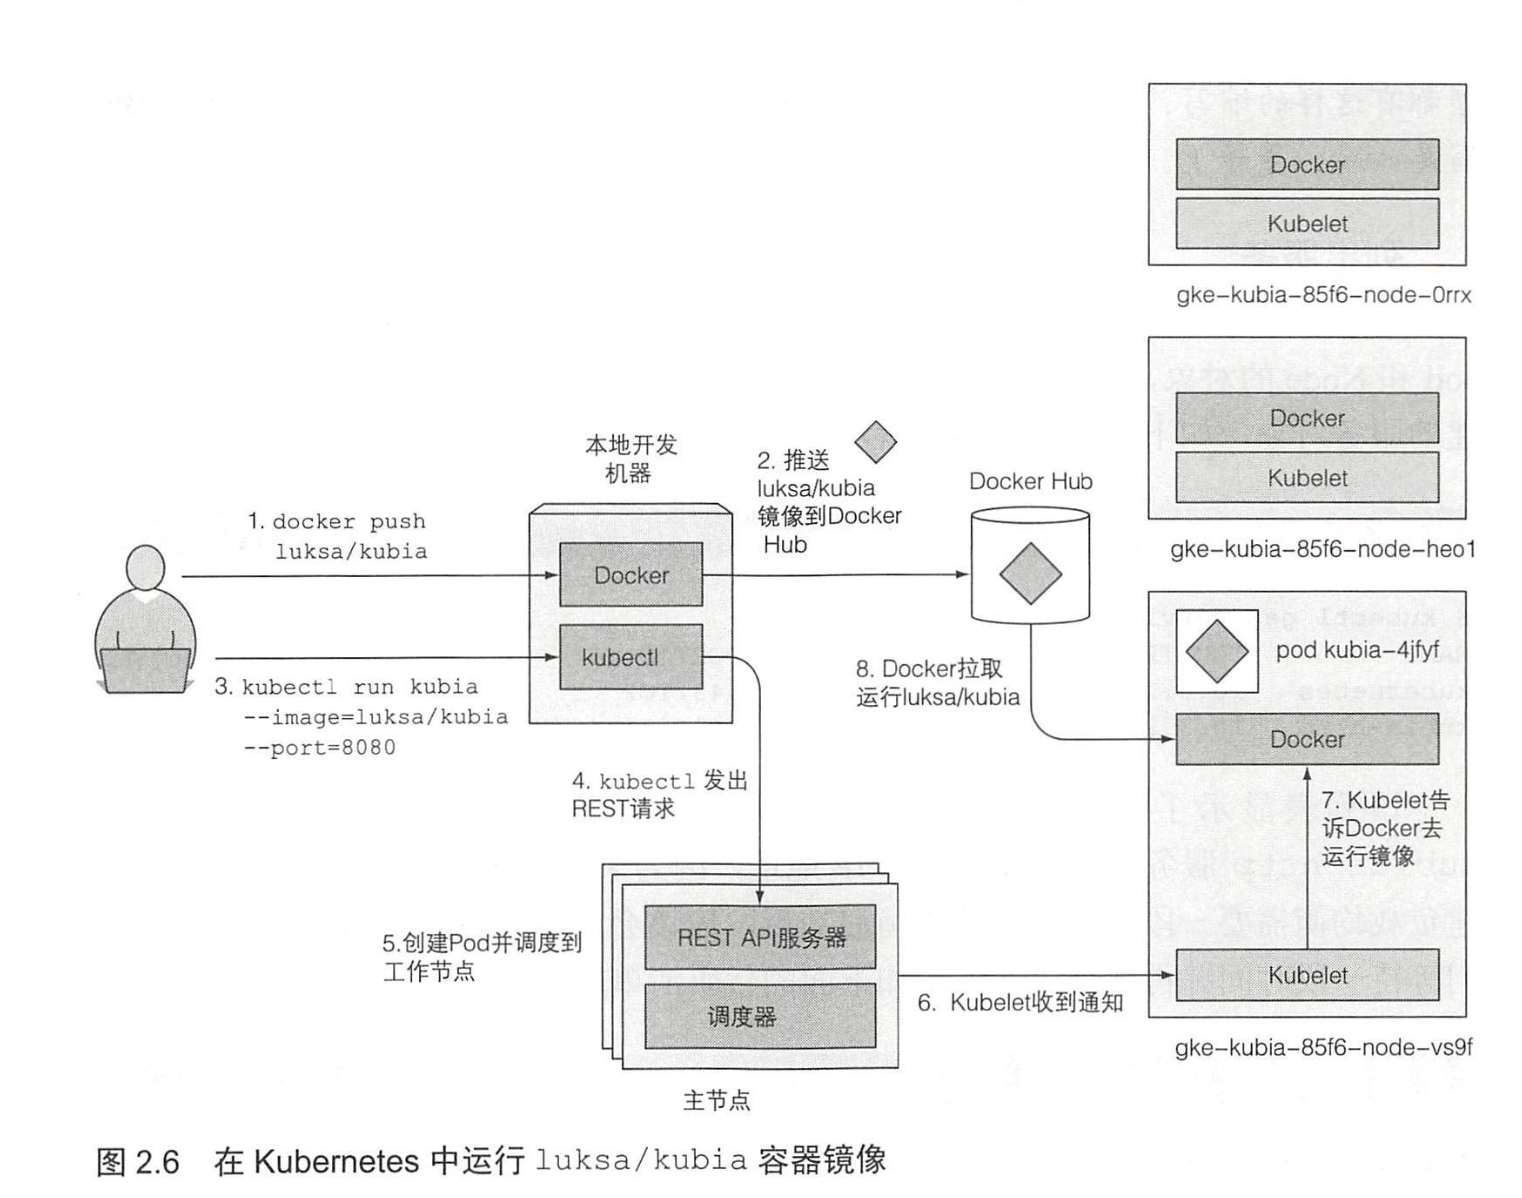 Docker
Kubelet
gke-kubia-85f6-node-0rrx
Docker
Kubelet
gke-kubia-85f6-node-heo1
本地开发
机器
2. 推送
luksa/kubia
镜像到Docker
Hub
Docker Hub
1. docker push
luksa/kubia
Docker
kubectl
3. kubectl run kubia
--image=luksa/kubia
--port=8080
8. Docker拉取
运行luksa/kubia
pod kubia-4jfyf
Docker
7. Kubelet告
诉Docker去
运行镜像
Kubelet
gke-kubia-85f6-node-vs9f
4. kubectl 发出
REST请求
5.创建Pod并调度到
工作节点
REST API服务器
调度器
6. Kubelet收到通知
主节点
图 2.6 在 Kubernetes 中运行 luksa/kubia 容器镜像